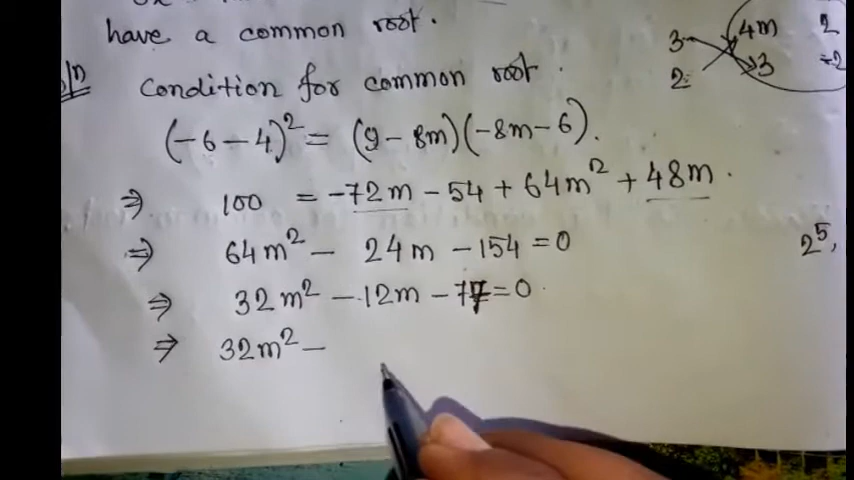 have a common root.
3 4m 2
2 3 -2
Condition for common root.
(-6-4)² = (9-8m)(-8m-6).
⇒ 100 = -72m - 54 + 64m² + 48m.
⇒ 64m² - 24m - 154 = 0
2⁵,
⇒ 32m² - 12m - 77 = 0
⇒ 32m² -